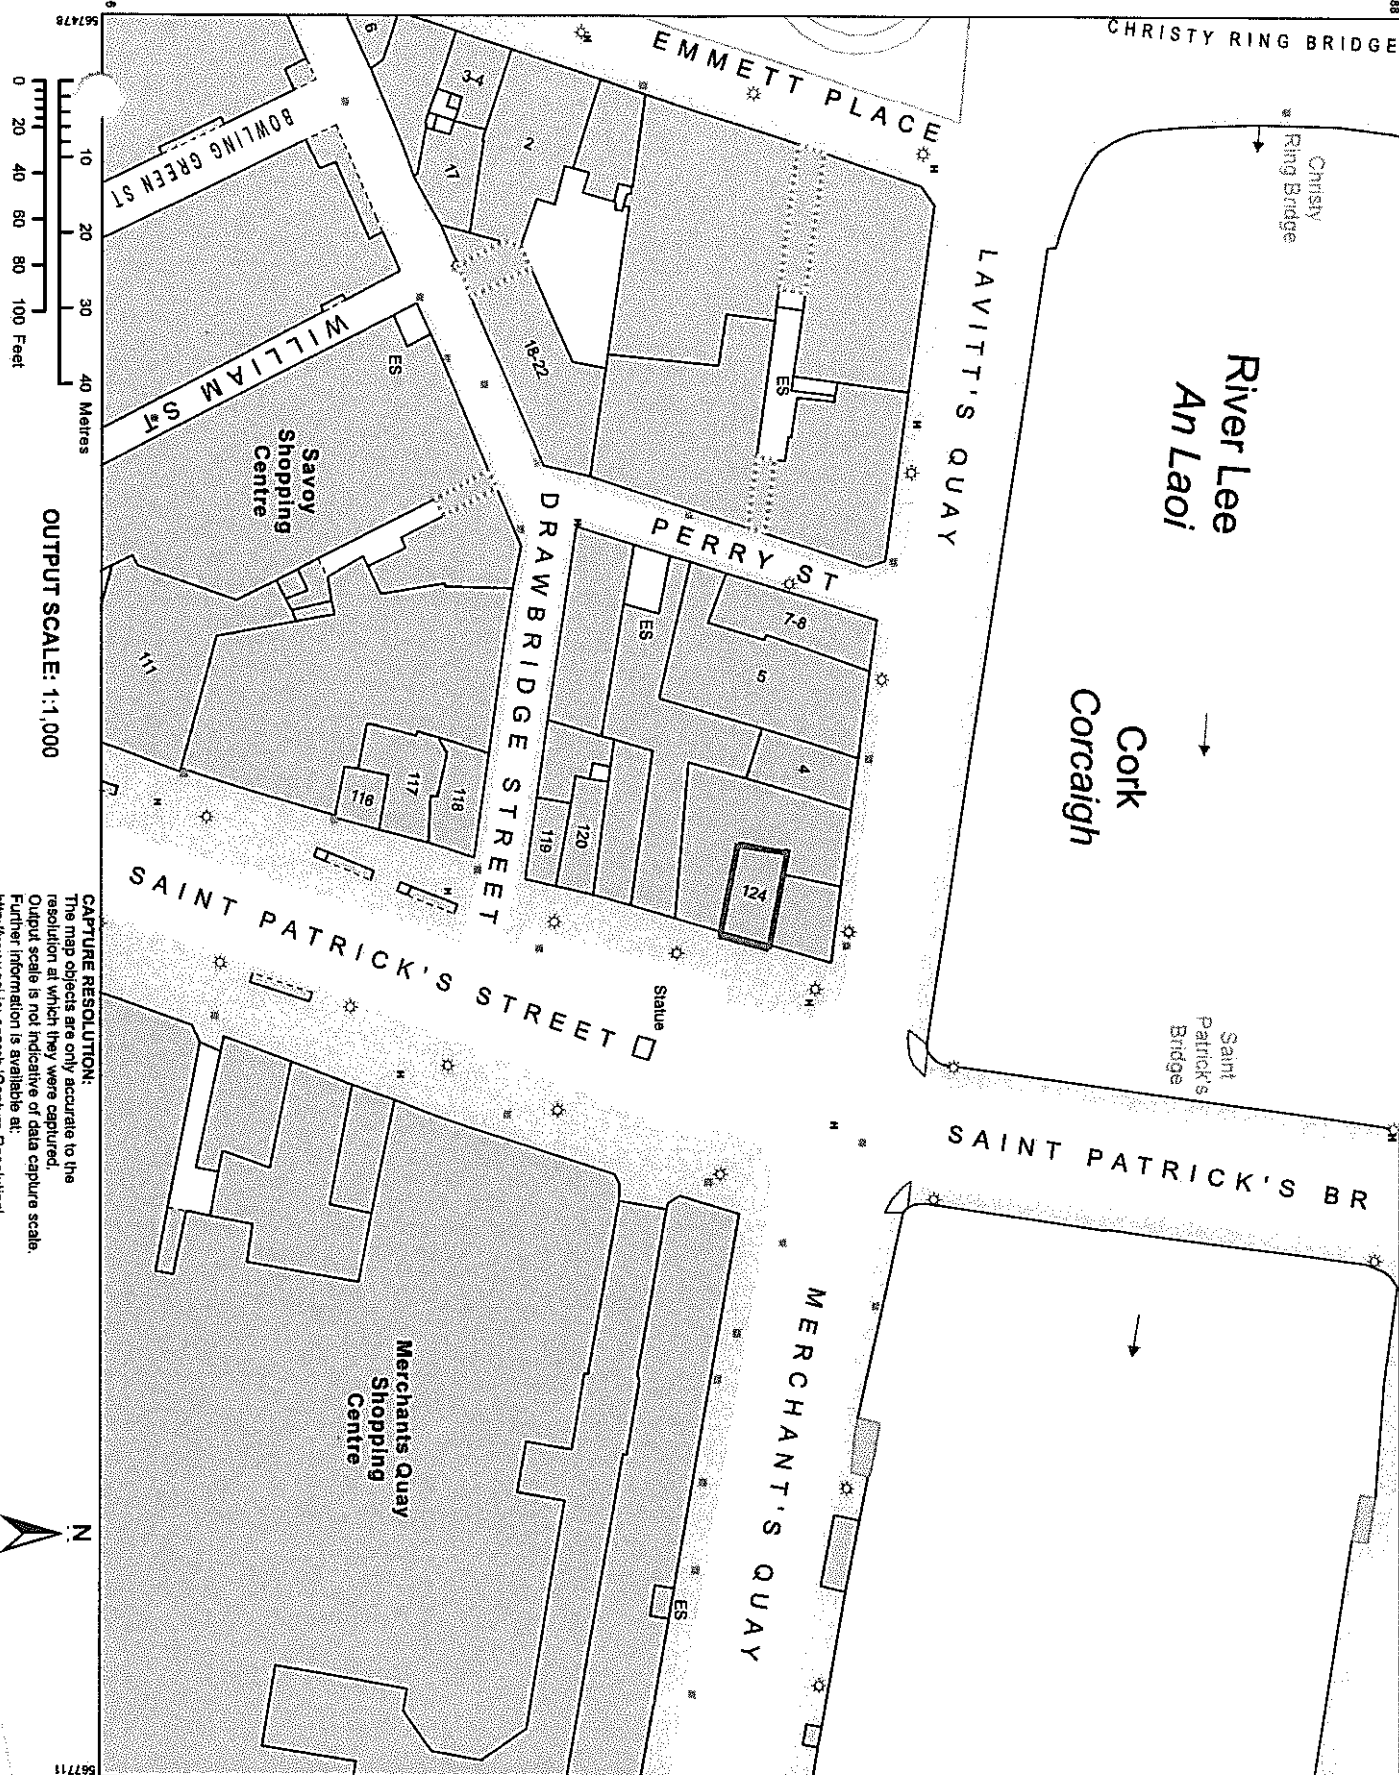 CHRISTY RING BRIDGE
88
Christy
Ring Bridge
River Lee
An Laoi
Cork
Corcaigh
Saint
Patrick's
Bridge
SAINT PATRICK'S BR
EMMETT PLACE
LAVITT'S QUAY
PERRY ST
DRAWBRIDGE STREET
BOWLING GREEN ST
WILLIAM ST
SAINT PATRICK'S STREET
MERCHANT'S QUAY
6
3-4
2
17
18-22
ES
ES
ES
7-8
5
4
124
120
119
118
117
116
111
Statue
Savoy
Shopping
Centre
Merchants Quay
Shopping
Centre
ES
567478
6
567711
0 10 20 30 40 Metres
0 20 40 60 80 100 Feet
OUTPUT SCALE: 1:1,000
CAPTURE RESOLUTION:
The map objects are only accurate to the
resolution at which they were captured.
Output scale is not indicative of data capture scale.
Further information is available at:
N